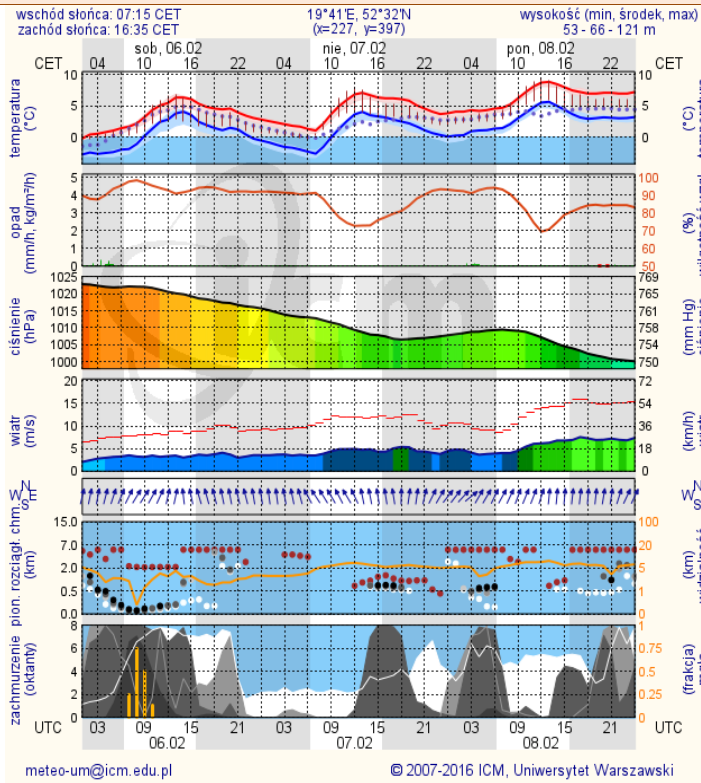 wschód słońca: 07:15 CET 19°41'E, 52°32'N wysokość (min, środek, max)
zachód słońca: 16:35 CET (x=227, y=397) 53 - 66 - 121 m
sob, 06.02 nie, 07.02 pon, 08.02
CET 04 10 16 22 04 10 16 22 04 10 16 22 CET
temperatura
(°C)
10
5
0
10
5
0
(°C)
opad
(mm/h, kg/m²/h)
5
4
3
2
1
0
100
90
80
70
60
50
(%)
ciśnienie
(hPa)
1025
1020
1015
1010
1005
1000
769
765
761
758
754
750
(mm Hg)
wiatr
(m/s)
20
15
10
5
0
72
54
36
18
0
(km/h)
N
W E
S
N
W
S
pion. rozciągł. chm.
(km)
15.0
7.0
2.0
0.5
0.0
100
20
5
1
0
(km)
zachmurzenie
(oktanty)
8
6
4
2
0
1
0.75
0.5
0.25
0
(frakcja)
UTC 03 09 15 21 03 09 15 21 03 09 15 21 UTC
06.02 07.02 08.02
meteo-um@icm.edu.pl © 2007-2016 ICM, Uniwersytet Warszawski